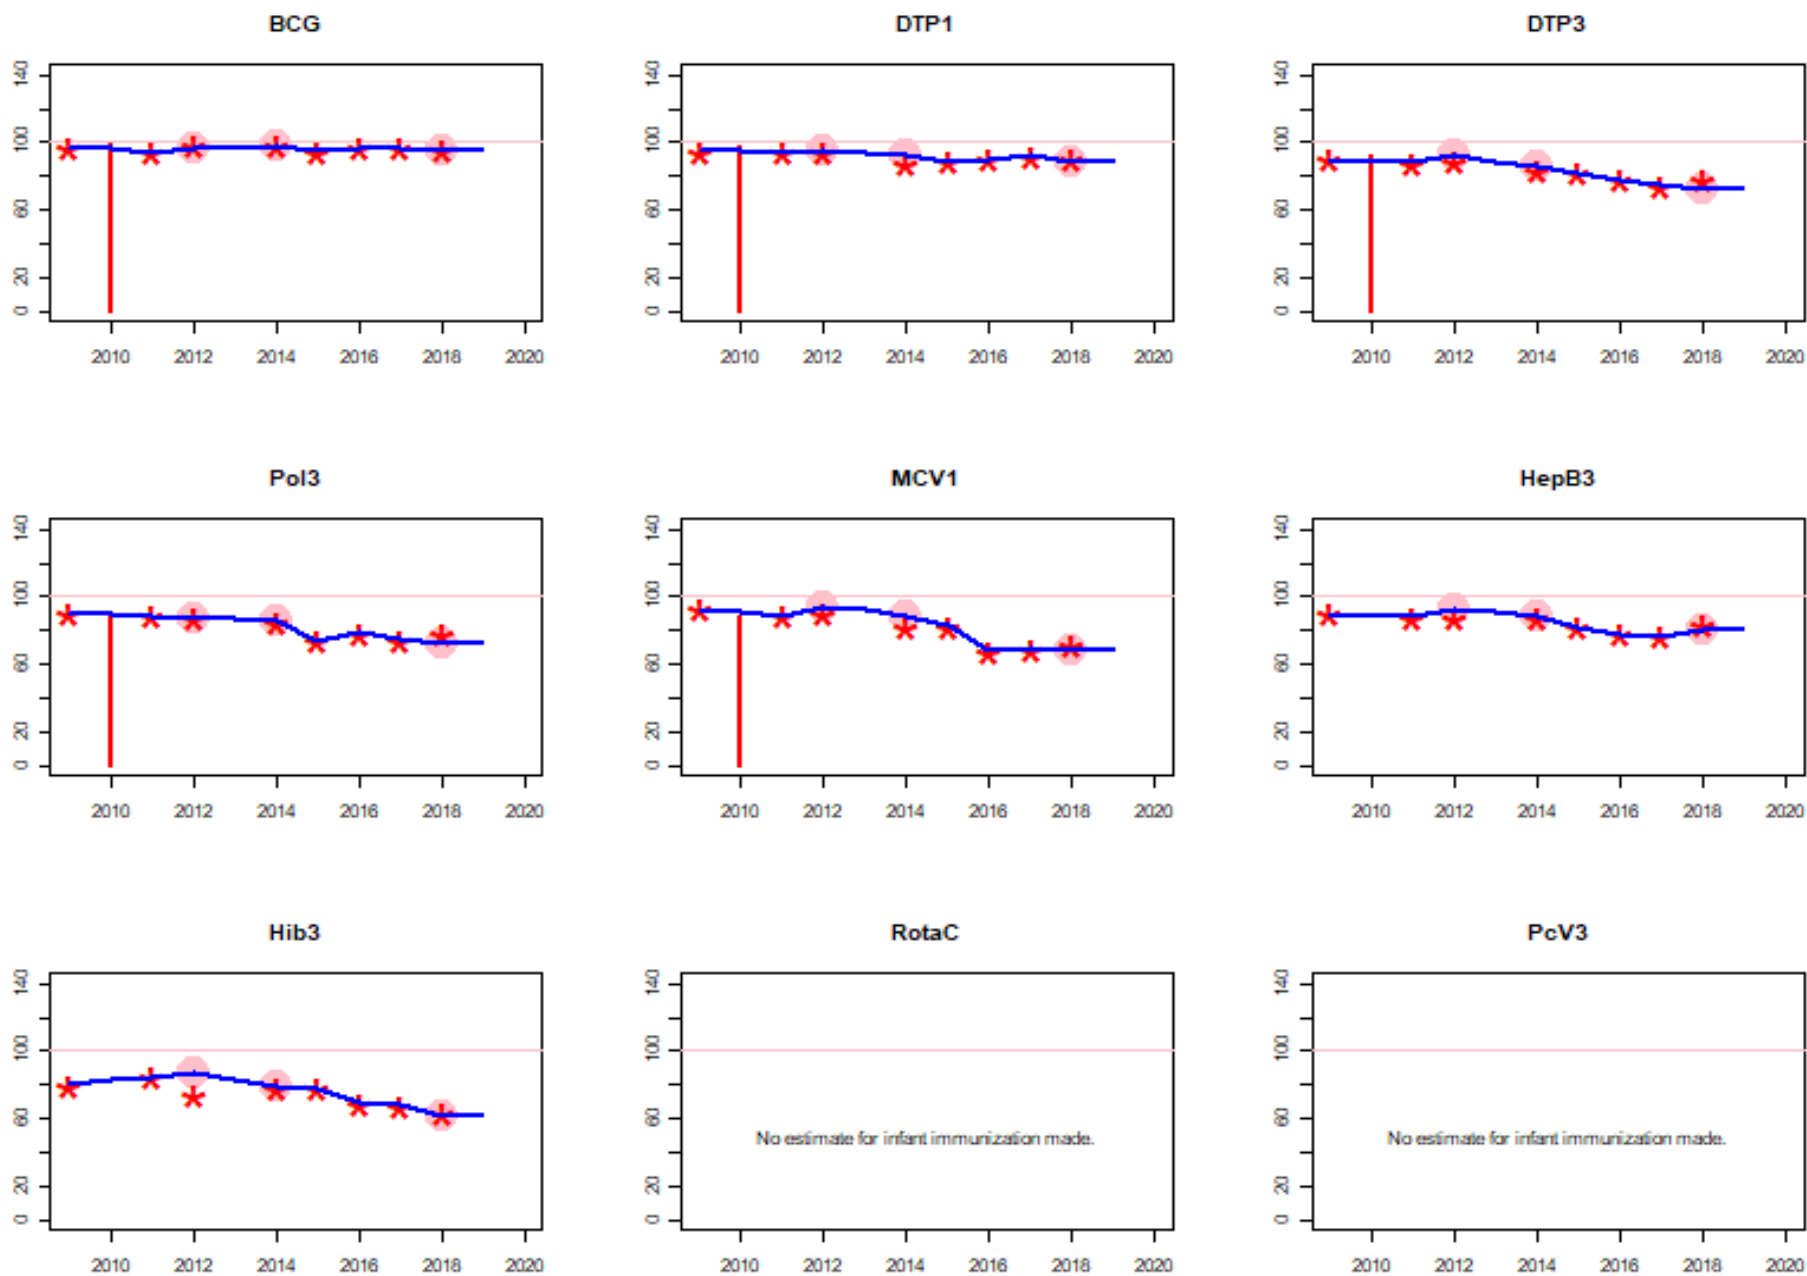 BCG DTP1 DTP3
140 140 140
100 100 100
60 60 60
20 20 20
0 0 0
2010 2012 2014 2016 2018 2020 2010 2012 2014 2016 2018 2020 2010 2012 2014 2016 2018 2020
Pol3 MCV1 HepB3
140 140 140
100 100 100
60 60 60
20 20 20
0 0 0
2010 2012 2014 2016 2018 2020 2010 2012 2014 2016 2018 2020 2010 2012 2014 2016 2018 2020
Hib3 RotaC PcV3
140 140 140
100 100 100
60 60 60
No estimate for infant immunization made. No estimate for infant immunization made.
20 20 20
0 0 0
2010 2012 2014 2016 2018 2020 2010 2012 2014 2016 2018 2020 2010 2012 2014 2016 2018 2020